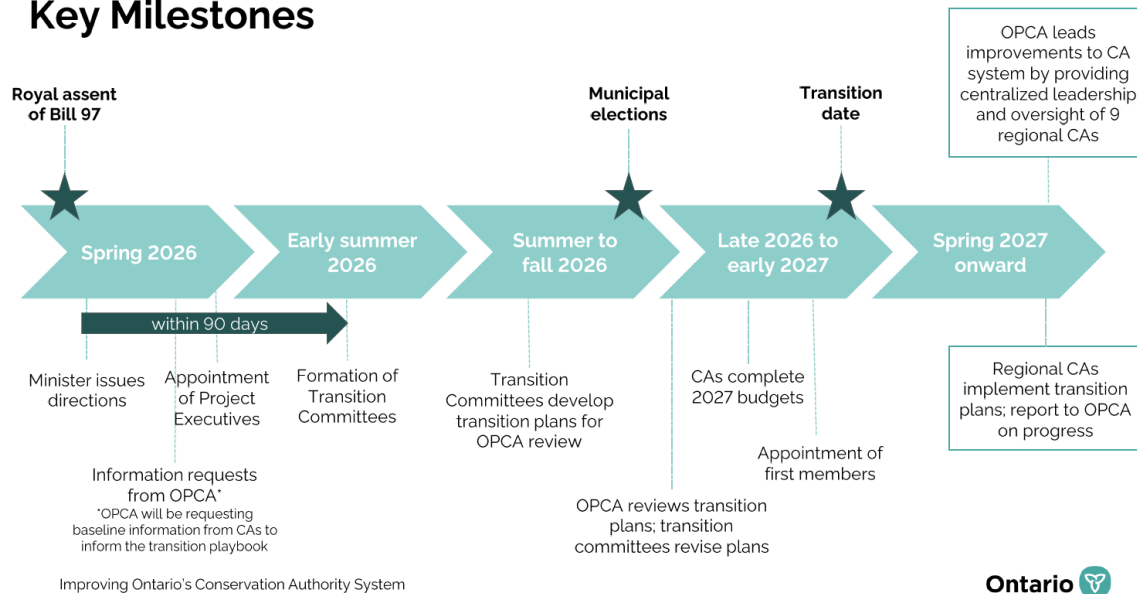 Key Milestones
Royal assent
of Bill 97
Municipal
elections
Transition
date
OPCA leads
improvements to CA
system by providing
centralized leadership
and oversight of 9
regional CAs
Spring 2026
Early summer
2026
Summer to
fall 2026
Late 2026 to
early 2027
Spring 2027
onward
within 90 days
Minister issues
directions
Appointment
of Project
Executives
Formation of
Transition
Committees
Information requests
from OPCA*
*OPCA will be requesting
baseline information from CAs to
inform the transition playbook
Transition
Committees develop
transition plans for
OPCA review
OPCA reviews transition
plans; transition
committees revise plans
CAs complete
2027 budgets
Appointment of
first members
Regional CAs
implement transition
plans; report to OPCA
on progress
Improving Ontario's Conservation Authority System
Ontario